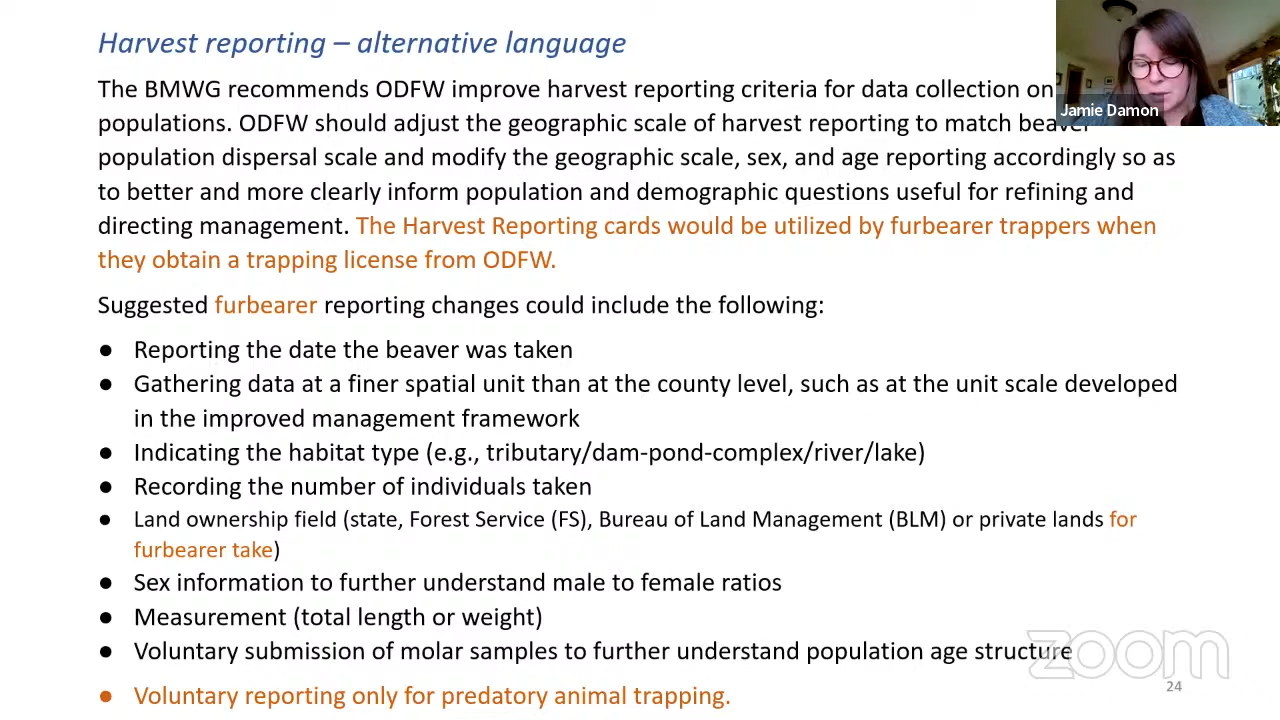 Harvest reporting – alternative language
The BMWG recommends ODFW improve harvest reporting criteria for data collection on
Jamie Damon
populations. ODFW should adjust the geographic scale of harvest reporting to match beaver
population dispersal scale and modify the geographic scale, sex, and age reporting accordingly so as
to better and more clearly inform population and demographic questions useful for refining and
directing management. The Harvest Reporting cards would be utilized by furbearer trappers when
they obtain a trapping license from ODFW.
Suggested furbearer reporting changes could include the following:
● Reporting the date the beaver was taken
● Gathering data at a finer spatial unit than at the county level, such as at the unit scale developed
in the improved management framework
● Indicating the habitat type (e.g., tributary/dam-pond-complex/river/lake)
● Recording the number of individuals taken
● Land ownership field (state, Forest Service (FS), Bureau of Land Management (BLM) or private lands for
furbearer take)
● Sex information to further understand male to female ratios
● Measurement (total length or weight)
● Voluntary submission of molar samples to further understand population age structure
zoom
24
● Voluntary reporting only for predatory animal trapping.